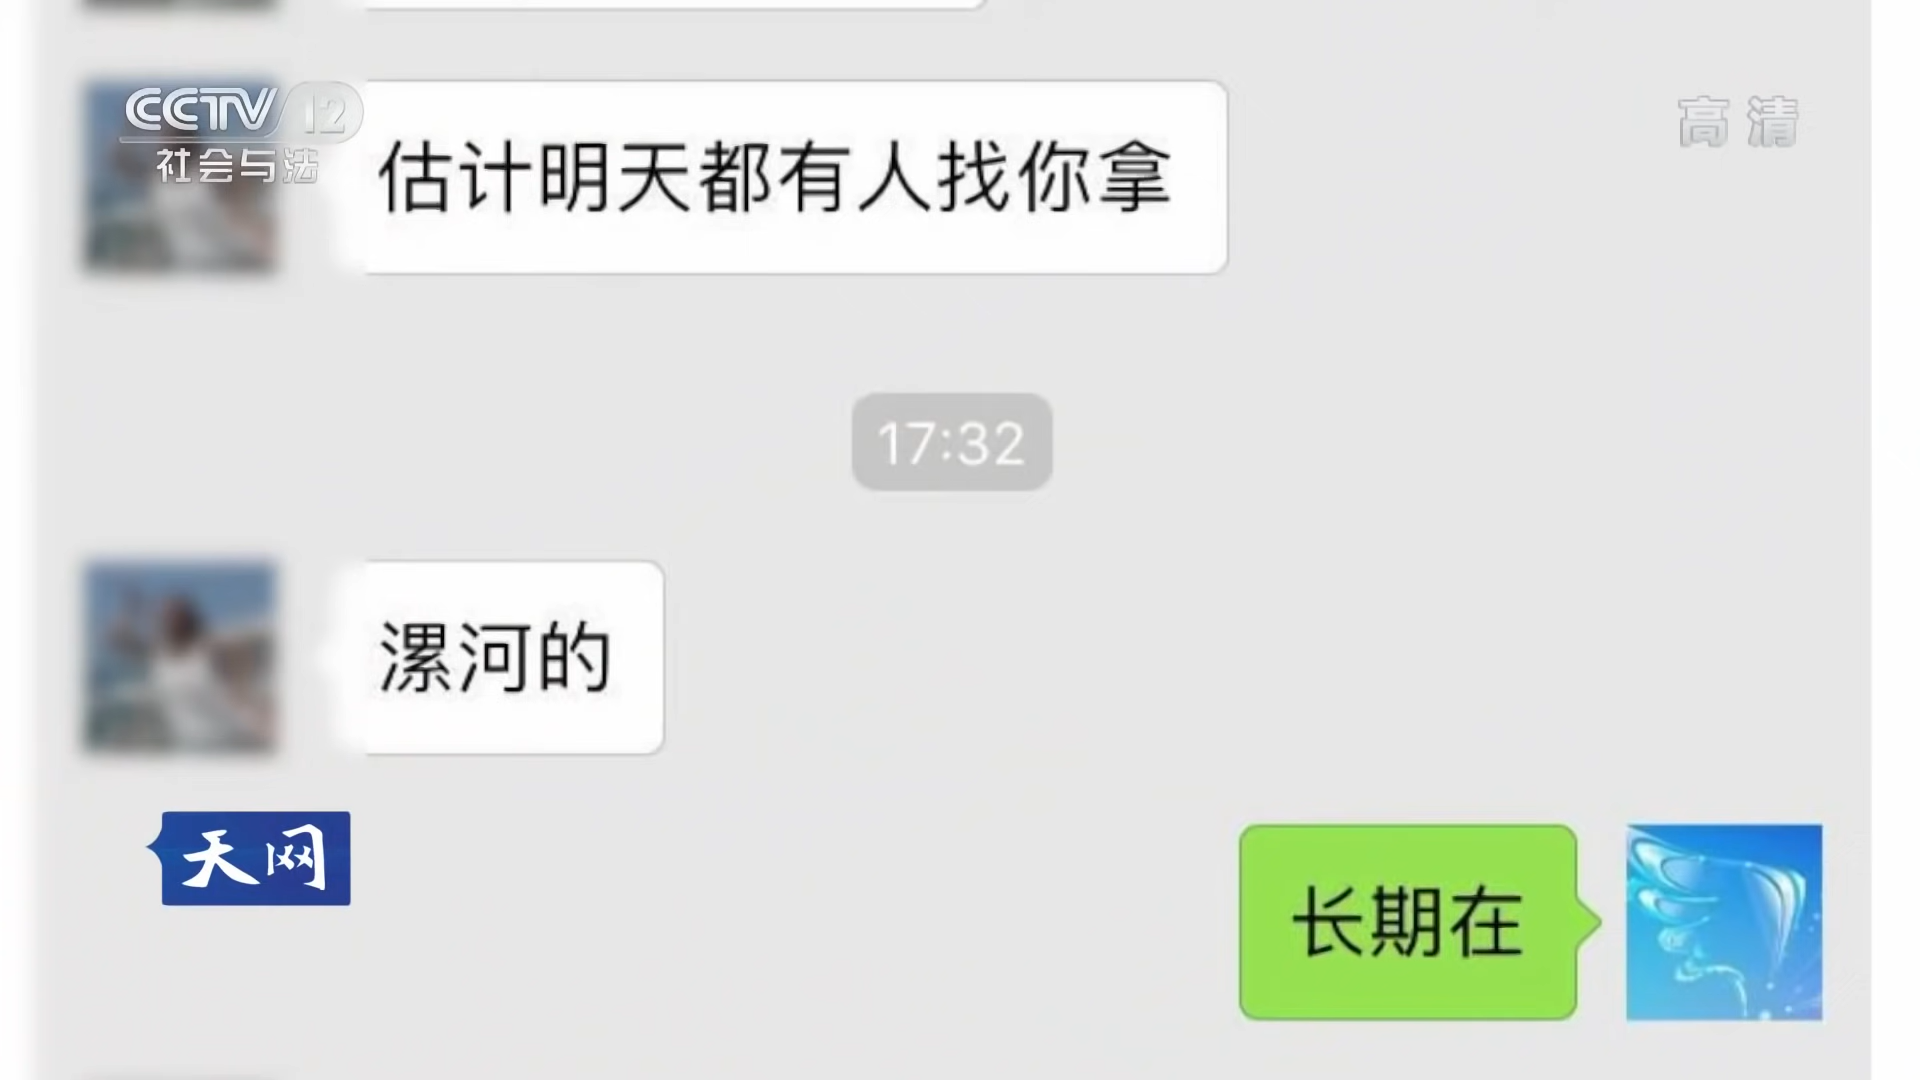 CCTV 12
社会与法
高清
估计明天都有人找你拿
17:32
漯河的
天网
长期在